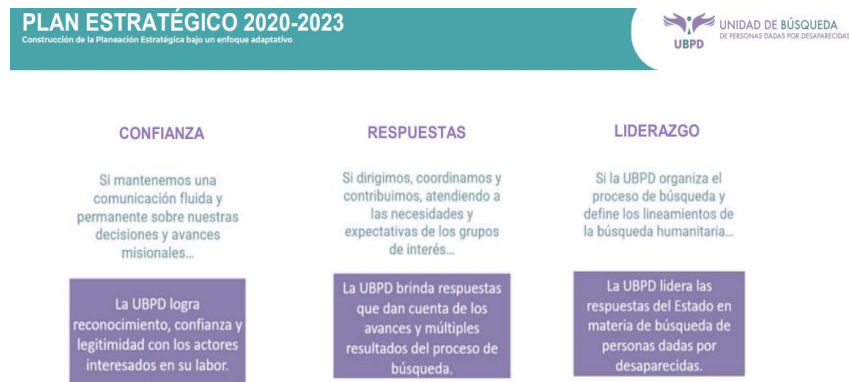 PLAN ESTRATÉGICO 2020-2023
Construcción de la Planeación Estratégica bajo un enfoque adaptativo
UBPD
UNIDAD DE BÚSQUEDA
DE PERSONAS DADAS POR DESAPARECIDAS
CONFIANZA
Si mantenemos una
comunicación fluida y
permanente sobre nuestras
decisiones y avances
misionales...
La UBPD logra
reconocimiento, confianza y
legitimidad con los actores
interesados en su labor.
RESPUESTAS
Si dirigimos, coordinamos y
contribuimos, atendiendo a
las necesidades y
expectativas de los grupos
de interés...
La UBPD brinda respuestas
que dan cuenta de los
avances y múltiples
resultados del proceso de
búsqueda.
LIDERAZGO
Si la UBPD organiza el
proceso de búsqueda y
define los lineamientos de
la búsqueda humanitaria...
La UBPD lidera las
respuestas del Estado en
materia de búsqueda de
personas dadas por
desaparecidas.